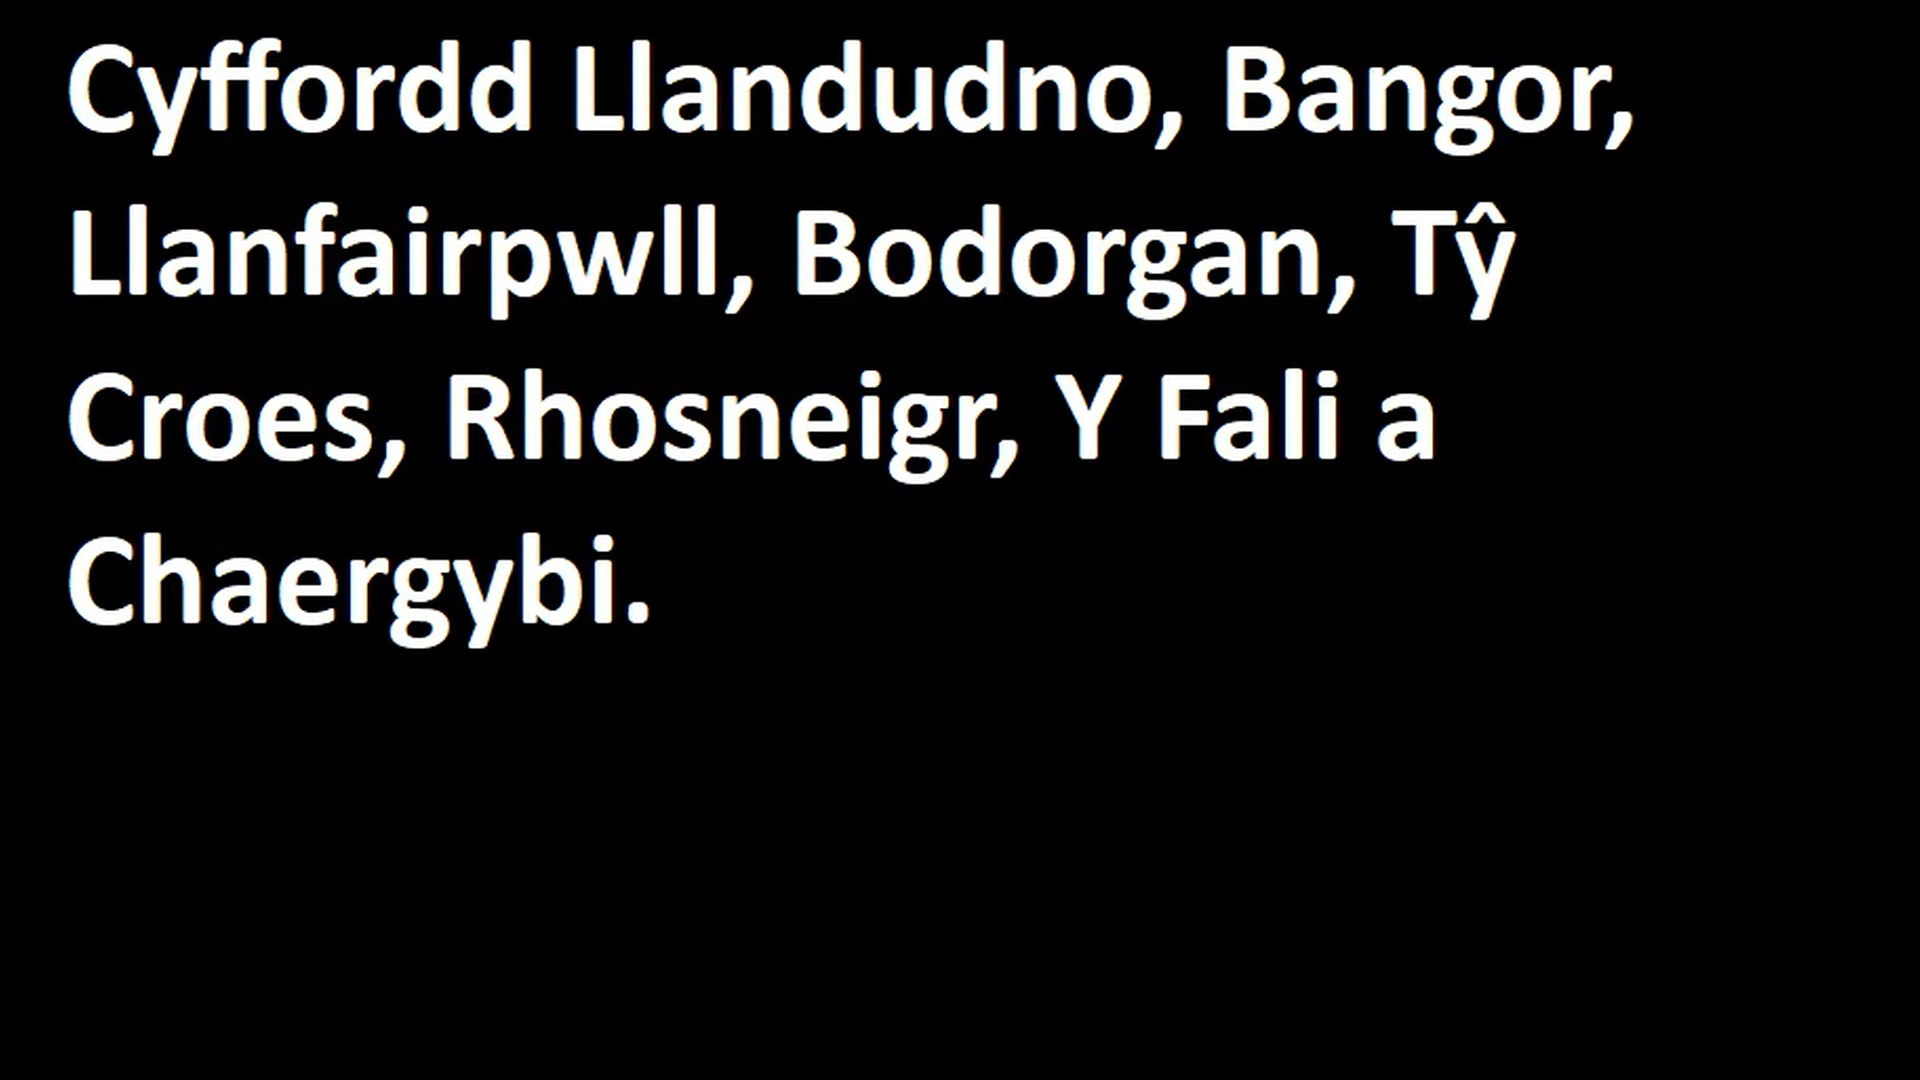 Cyffordd Llandudno, Bangor,
Llanfairpwll, Bodorgan, Tŷ
Croes, Rhosneigr, Y Fali a
Chaergybi.